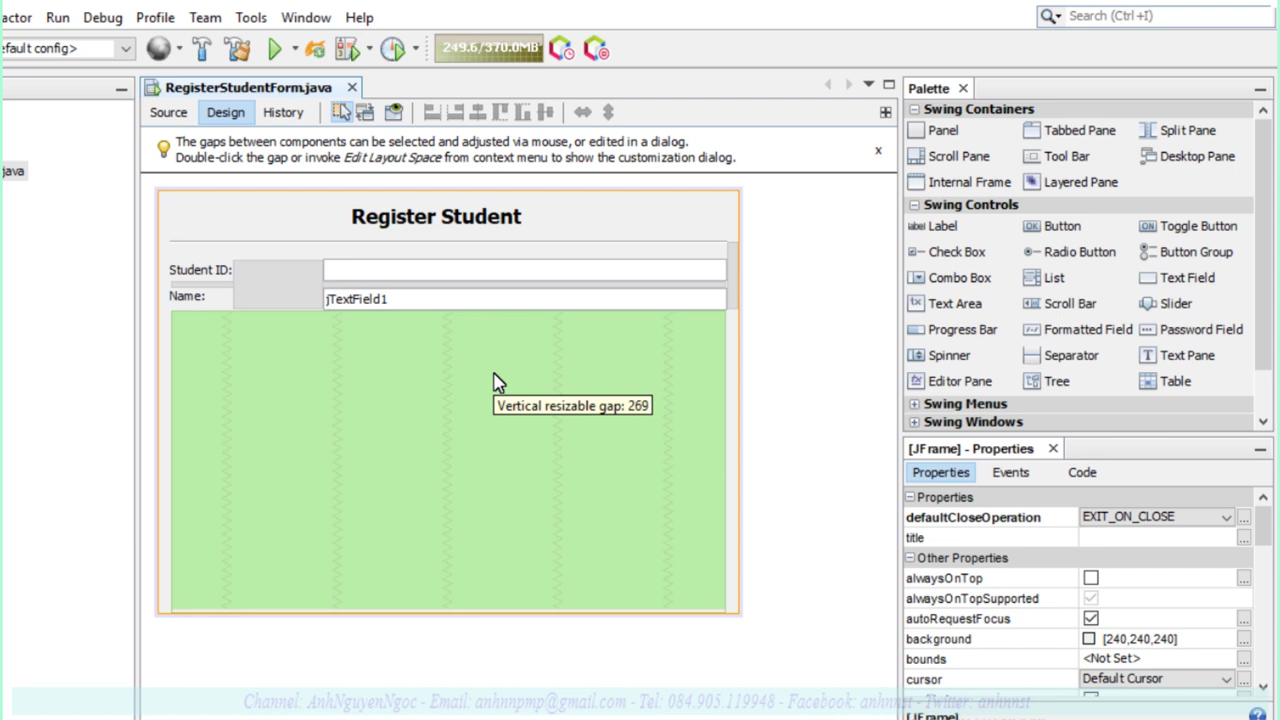 actor Run Debug Profile Team Tools Window Help
Search (Ctrl+I)
efault config>
249.6/370.0MB
RegisterStudentForm.java
Source Design History
The gaps between components can be selected and adjusted via mouse, or edited in a dialog.
Double-click the gap or invoke Edit Layout Space from context menu to show the customization dialog.
x
java
Register Student
Student ID:
Name:
jTextField1
Vertical resizable gap: 269
Palette
Swing Containers
Panel Tabbed Pane Split Pane
Scroll Pane Tool Bar Desktop Pane
Internal Frame Layered Pane
Swing Controls
label Label OK Button ON Toggle Button
Check Box Radio Button Button Group
Combo Box List Text Field
Text Area Scroll Bar Slider
Progress Bar Formatted Field Password Field
Spinner Separator T Text Pane
Editor Pane Tree Table
Swing Menus
Swing Windows
[JFrame] - Properties
Properties Events Code
Properties
defaultCloseOperation EXIT_ON_CLOSE ...
title ...
Other Properties
alwaysOnTop ...
alwaysOnTopSupported
autoRequestFocus ...
background [240,240,240] ...
bounds <Not Set> ...
cursor Default Cursor ...
[JFrame]
Channel: AnhNguyenNgoc - Email: anhnnpmp@gmail.com - Tel: 084.905.119948 - Facebook: anhnnst - Twitter: anhnnst